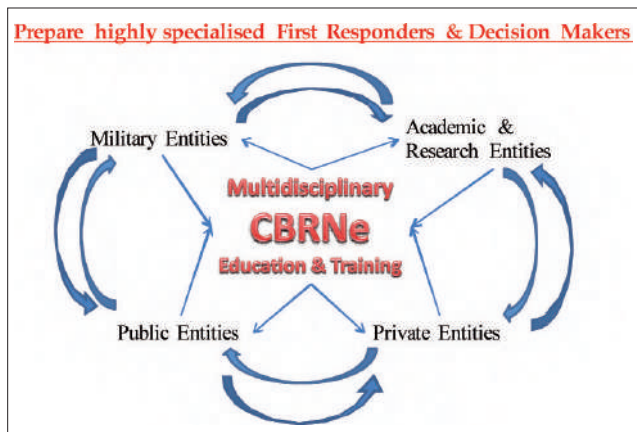 Prepare highly specialised First Responders & Decision Makers
Military Entities
Academic &
Research Entities
Multidisciplinary
CBRNe
Education & Training
Public Entities
Private Entities